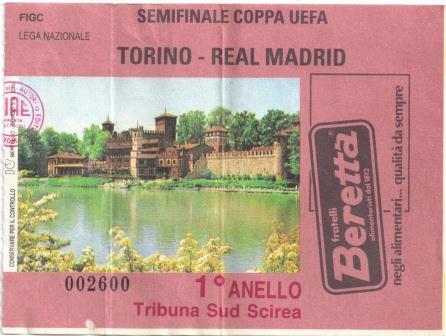 FIGC
LEGA NAZIONALE
SEMIFINALE COPPA UEFA
TORINO - REAL MADRID
CONSERVARE PER IL CONTROLLO
fratelli
Beretta®
alimentaristi dal 1812
negli alimentari... qualità da sempre
002600
1° ANELLO
Tribuna Sud Scirea